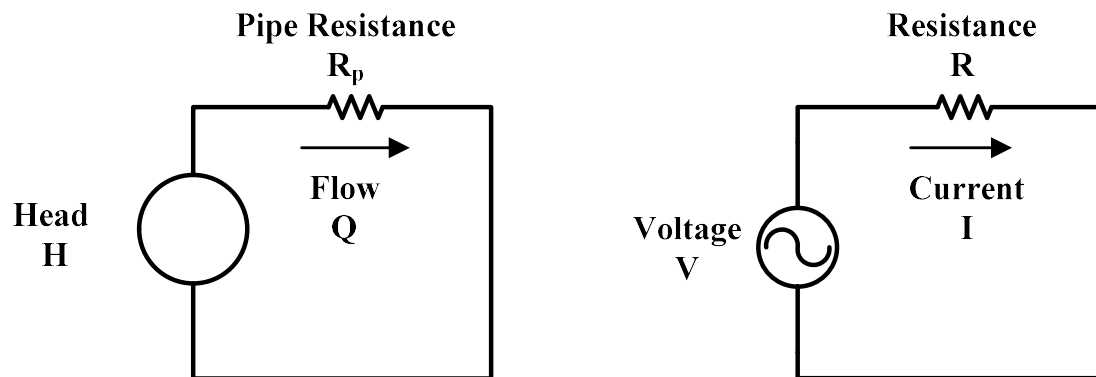 Pipe Resistance
Rp
Flow
Q
Head
H
Resistance
R
Current
I
Voltage
V